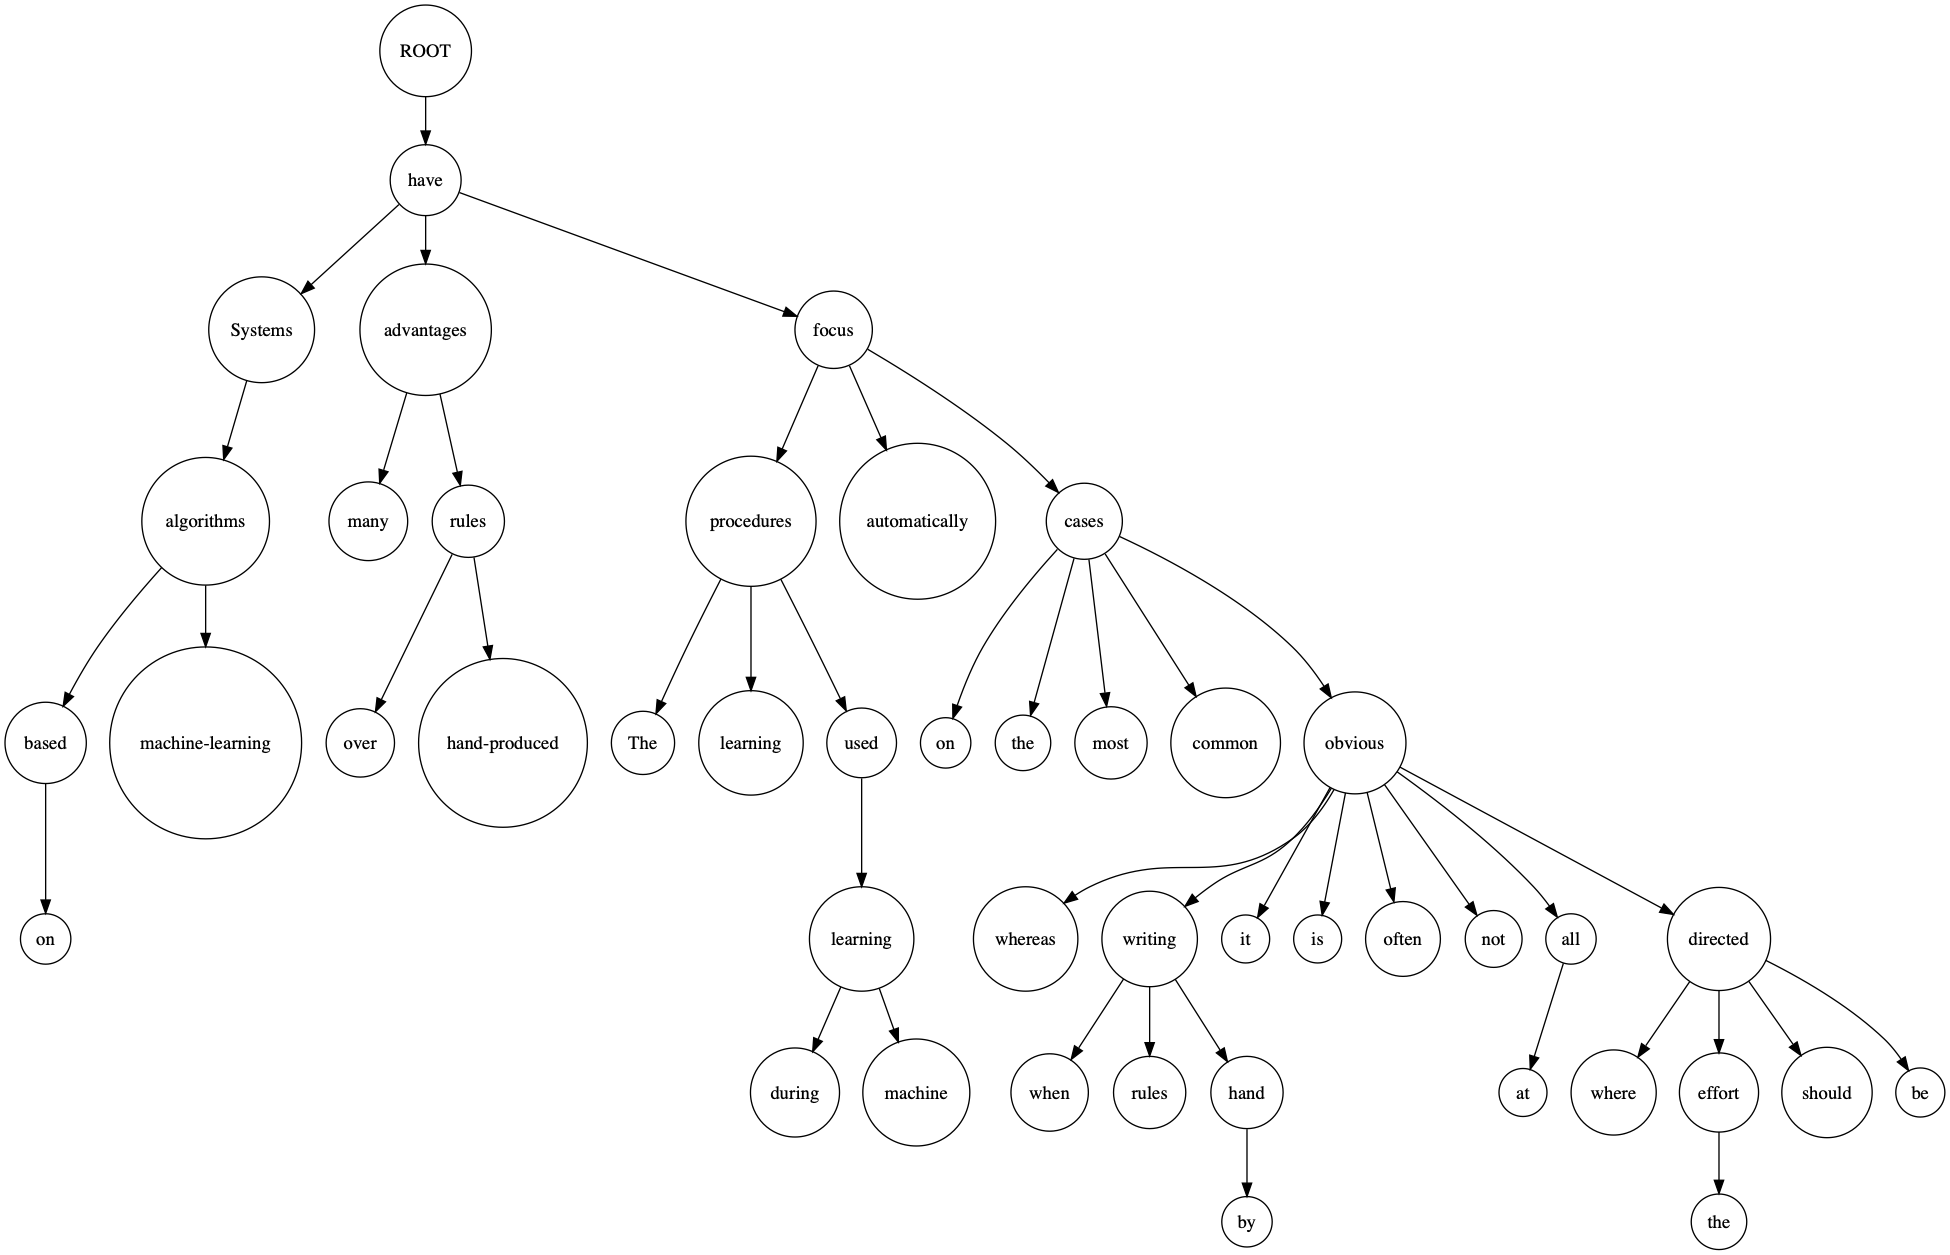 ROOT
have
Systems advantages focus
algorithms many rules procedures automatically cases
based machine-learning over hand-produced The learning used on the most common obvious
on learning whereas writing it is often not all directed
during machine when rules hand at where effort should be
by the